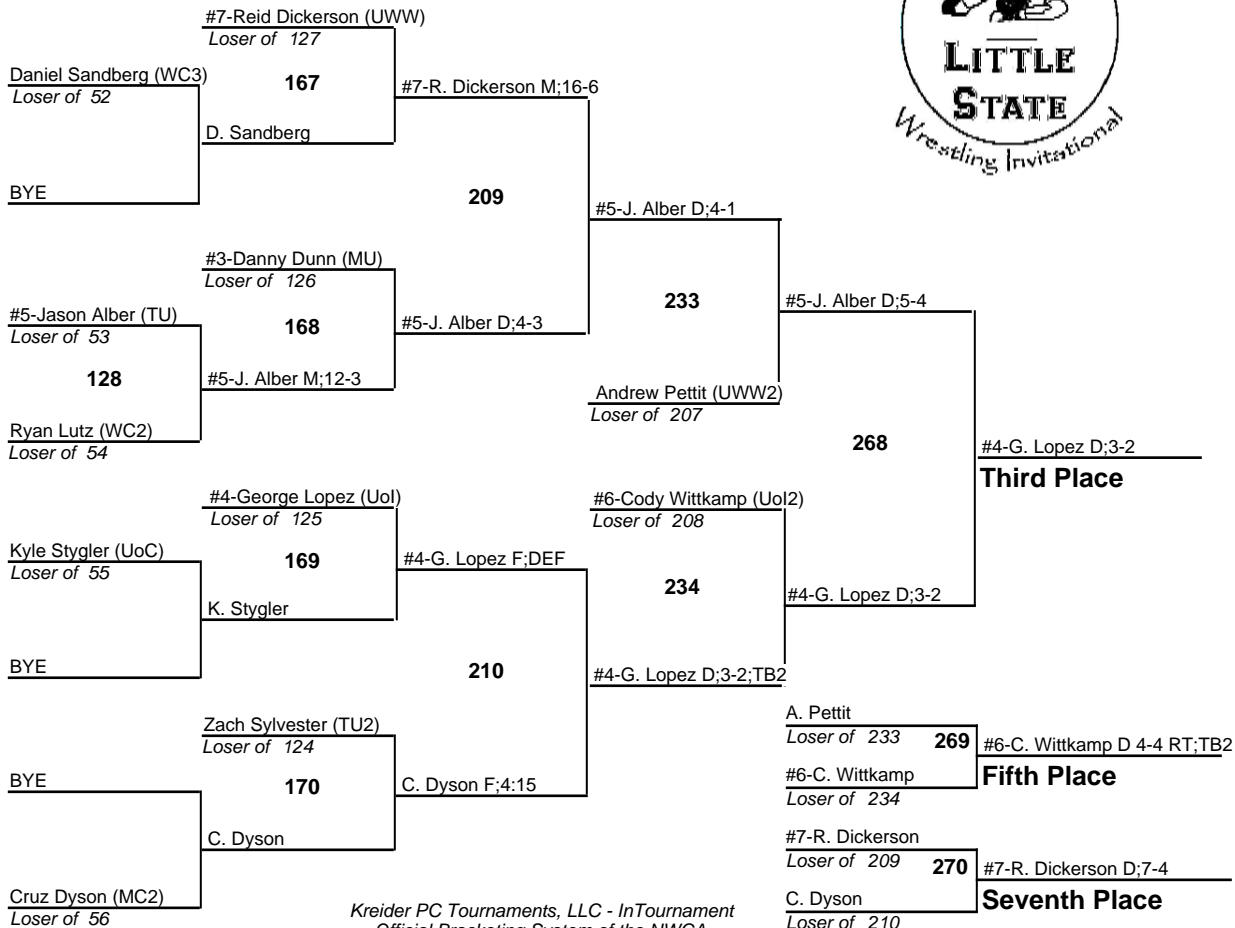 #7-Reid Dickerson (UWW)
Loser of 127
Daniel Sandberg (WC3)
Loser of 52
167
#7-R. Dickerson M;16-6
D. Sandberg
BYE
209
#5-J. Alber D;4-1
#3-Danny Dunn (MU)
Loser of 126
#5-Jason Alber (TU)
Loser of 53
168
#5-J. Alber D;4-3
233
#5-J. Alber D;5-4
128
#5-J. Alber M;12-3
Andrew Pettit (UWW2)
Loser of 207
Ryan Lutz (WC2)
Loser of 54
268
#4-G. Lopez D;3-2
Third Place
#4-George Lopez (UoI)
Loser of 125
#6-Cody Wittkamp (UoI2)
Loser of 208
Kyle Stygler (UoC)
Loser of 55
169
#4-G. Lopez F;DEF
234
#4-G. Lopez D;3-2
K. Stygler
BYE
210
#4-G. Lopez D;3-2;TB2
Zach Sylvester (TU2)
Loser of 124
A. Pettit
Loser of 233
269
#6-C. Wittkamp D 4-4 RT;TB2
Fifth Place
#6-C. Wittkamp
Loser of 234
BYE
170
C. Dyson F;4:15
C. Dyson
#7-R. Dickerson
Loser of 209
270
#7-R. Dickerson D;7-4
Seventh Place
C. Dyson
Loser of 210
Cruz Dyson (MC2)
Loser of 56
Kreider PC Tournaments, LLC - InTournament
Official Bracketing System of the NWCA
LITTLE
STATE
Wrestling Invitational